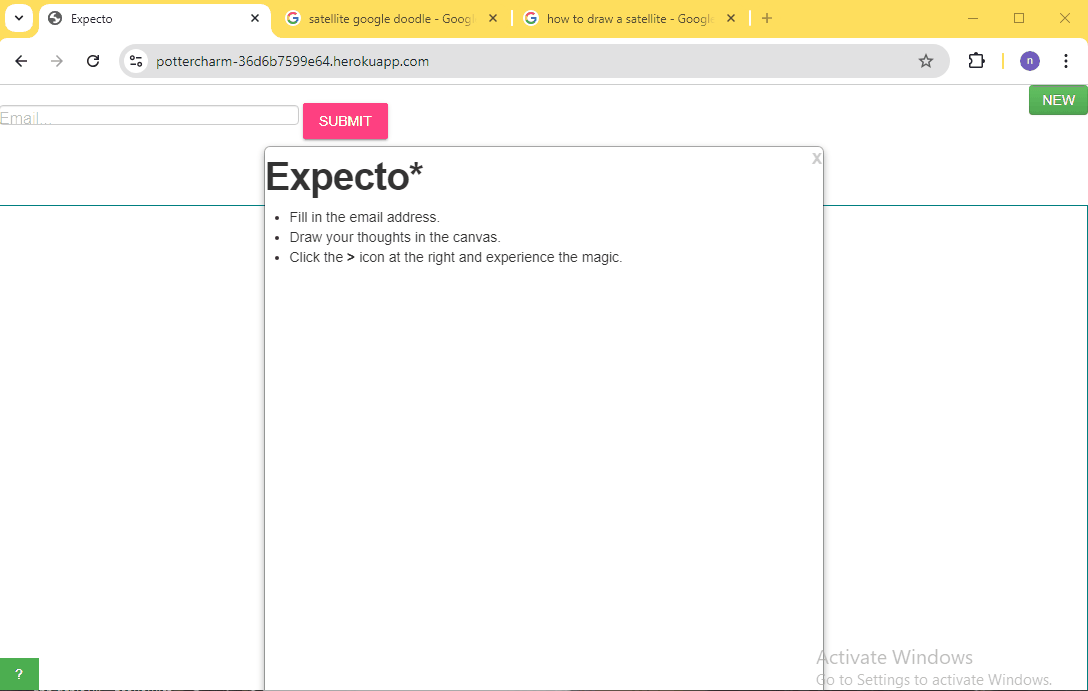 Expecto
satellite google doodle - Goog
how to draw a satellite - Google
pottercharm-36d6b7599e64.herokuapp.com
n
NEW
Email...
SUBMIT
x
Expecto*
• Fill in the email address.
• Draw your thoughts in the canvas.
• Click the > icon at the right and experience the magic.
Activate Windows
Go to Settings to activate Windows.
?